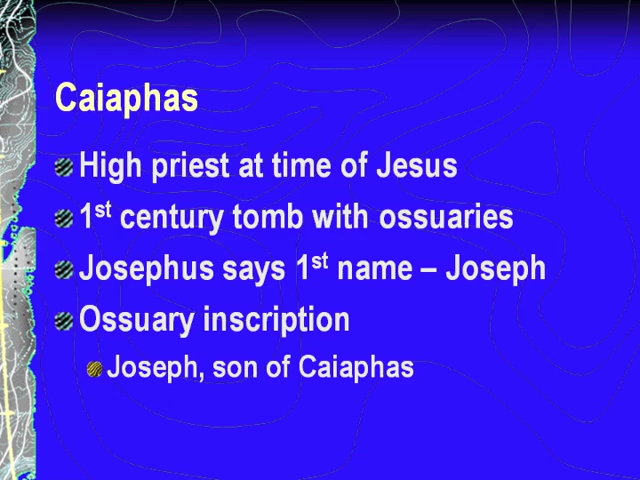 Caiaphas
High priest at time of Jesus
1st century tomb with ossuaries
Josephus says 1st name – Joseph
Ossuary inscription
Joseph, son of Caiaphas